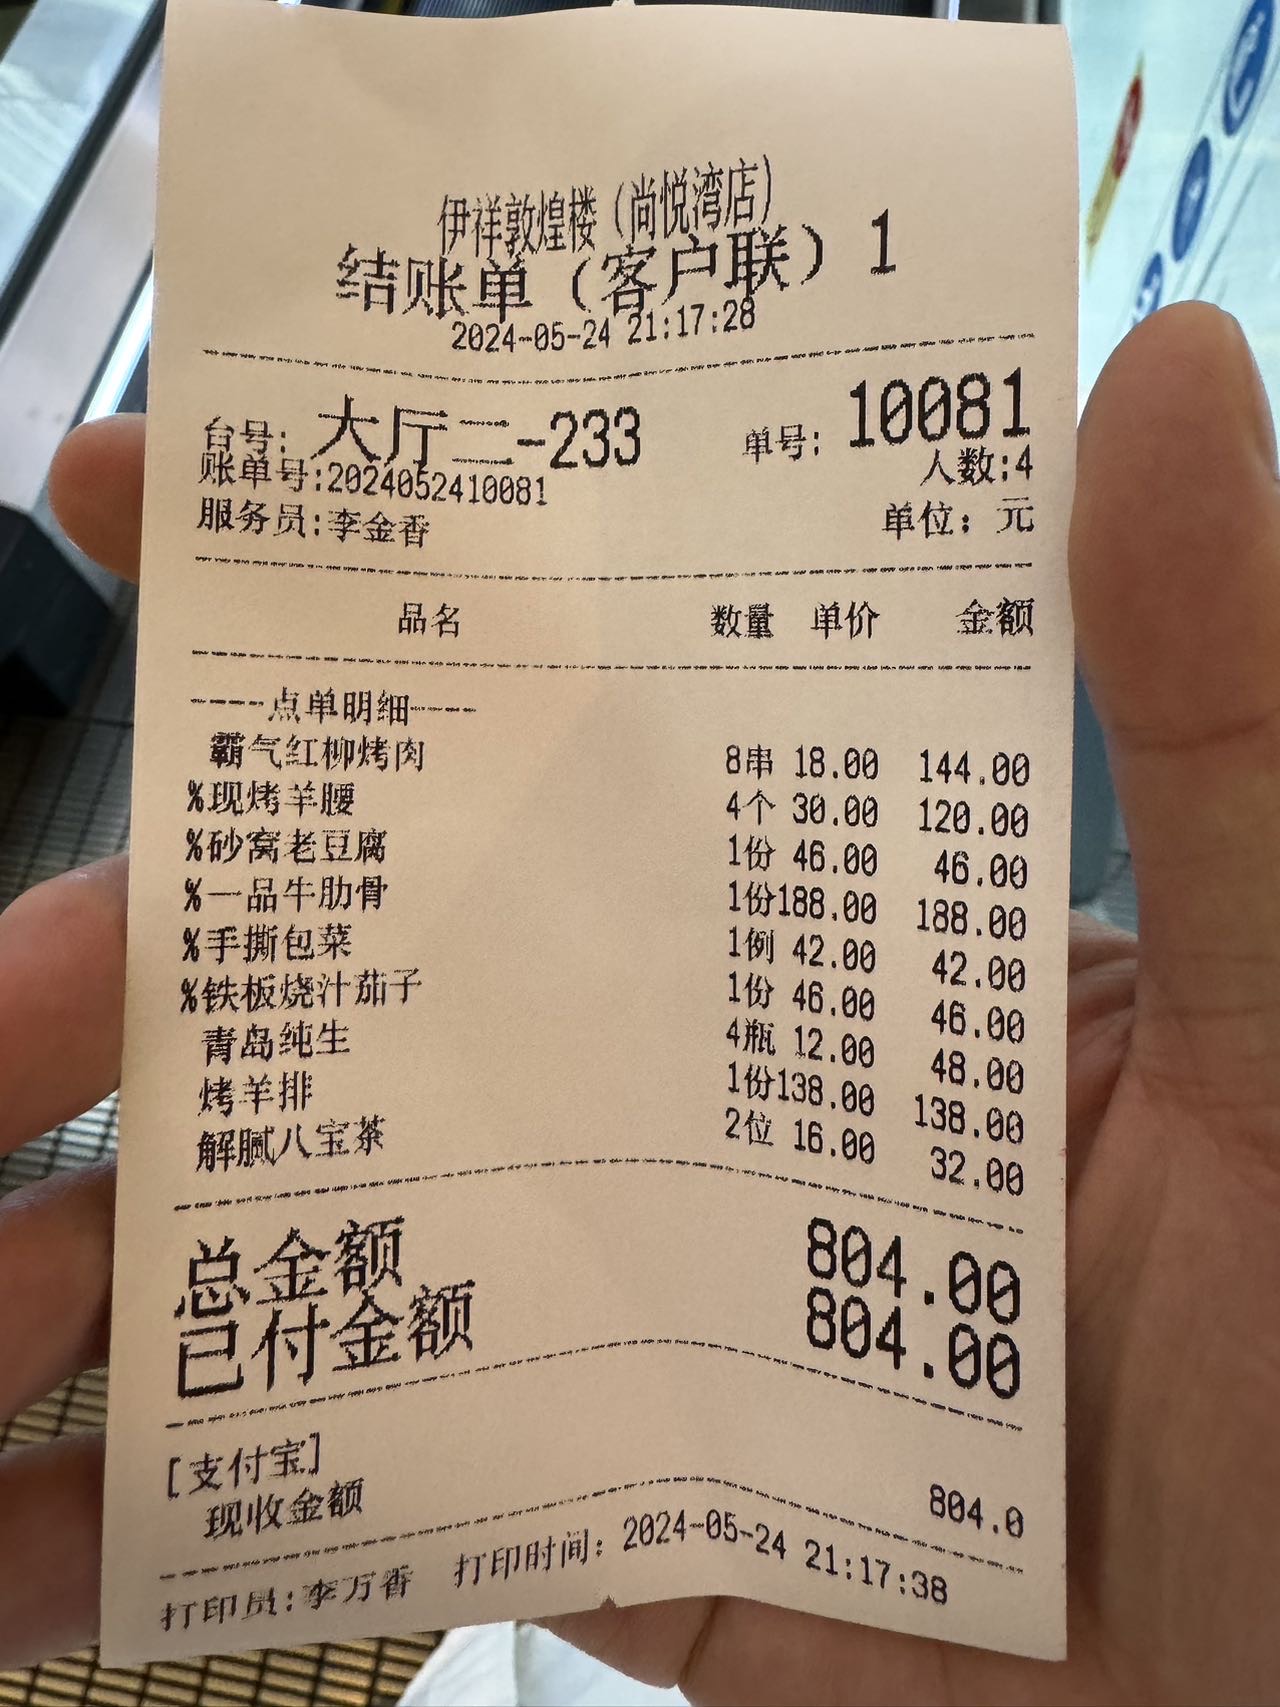 伊祥敦煌楼（尚悦湾店）
结账单（客户联）1
2024-05-24 21:17:28
台号: 大厅二-233 单号: 10081
账单号:2024052410081 人数:4
服务员:李金香 单位: 元
品名 数量 单价 金额
----点单明细----
霸气红柳烤肉 8串 18.00 144.00
%现烤羊腰 4个 30.00 120.00
%砂窝老豆腐 1份 46.00 46.00
%一品牛肋骨 1份188.00 188.00
%手撕包菜 1例 42.00 42.00
%铁板烧汁茄子 1份 46.00 46.00
青岛纯生 4瓶 12.00 48.00
烤羊排 1份138.00 138.00
解腻八宝茶 2位 16.00 32.00
总金额 804.00
已付金额 804.00
[支付宝]
现收金额 804.0
打印员:李万香 打印时间: 2024-05-24 21:17:38